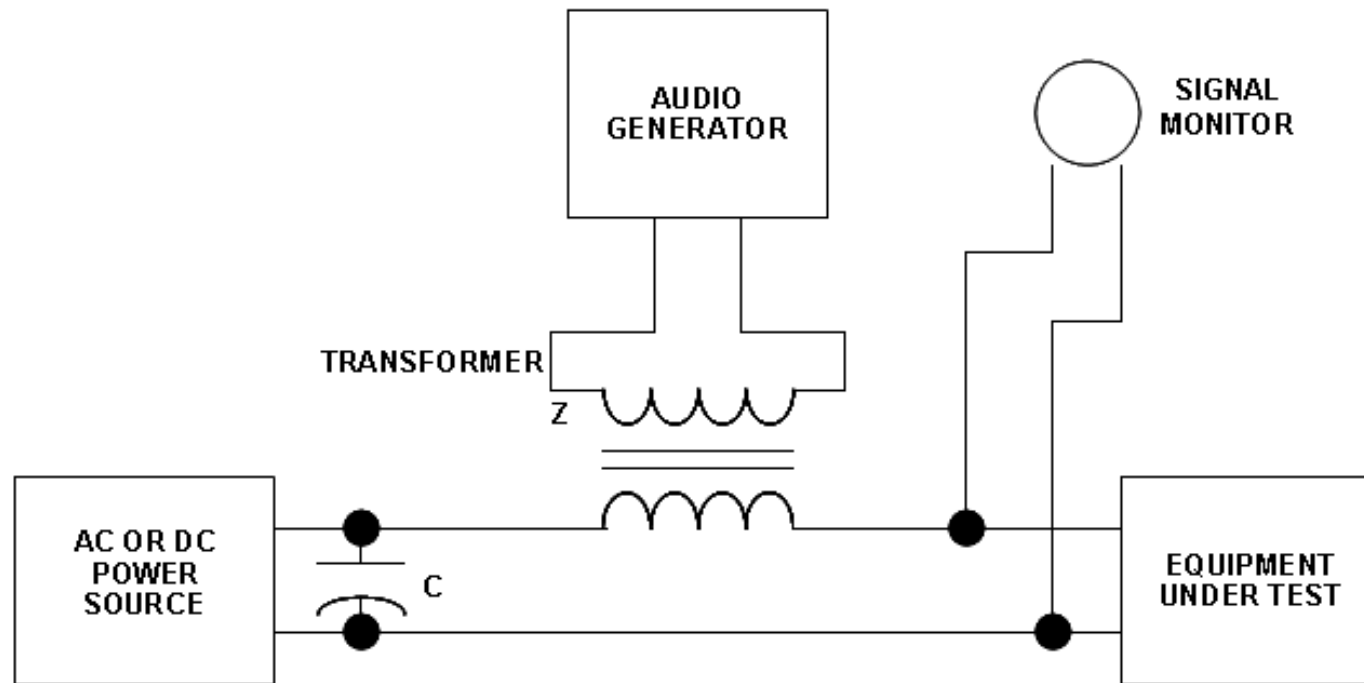 AUDIO
GENERATOR
SIGNAL
MONITOR
TRANSFORMER
Z
AC OR DC
POWER
SOURCE
C
EQUIPMENT
UNDER TEST